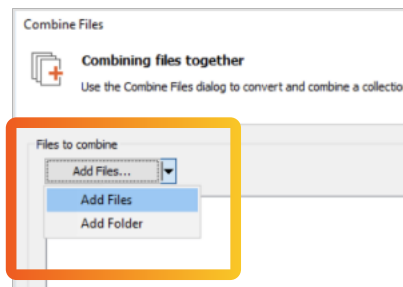 Combine Files
Combining files together
Use the Combine Files dialog to convert and combine a collectio
Files to combine
Add Files...
Add Files
Add Folder